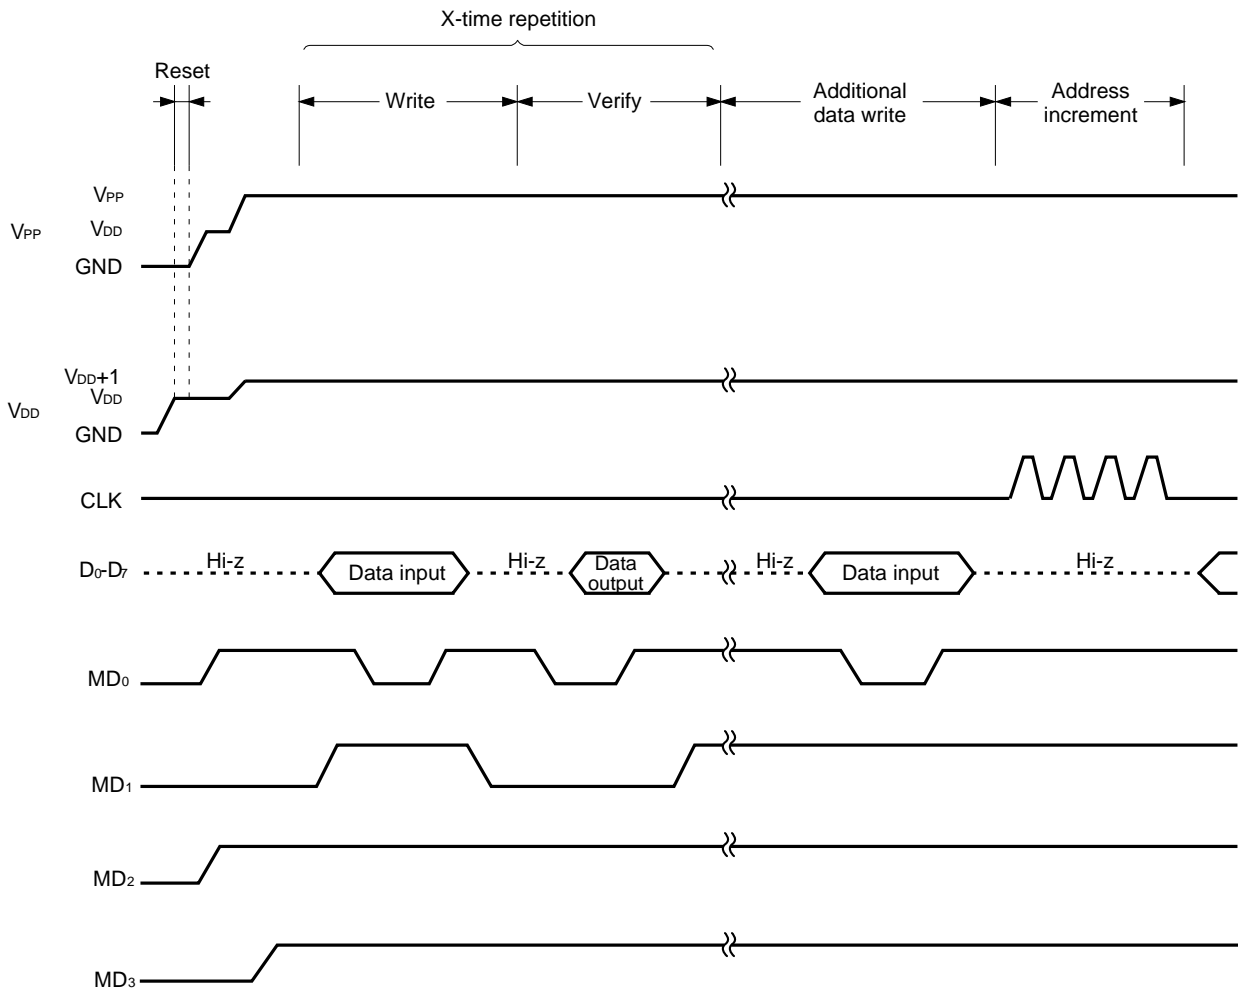 X-time repetition
Reset
Write
Verify
Additional
data write
Address
increment
VPP
VPP
VDD
GND
VDD+1
VDD
VDD
GND
CLK
D0-D7
Hi-z
Data input
Hi-z
Data
output
Hi-z
Data input
Hi-z
MD0
MD1
MD2
MD3